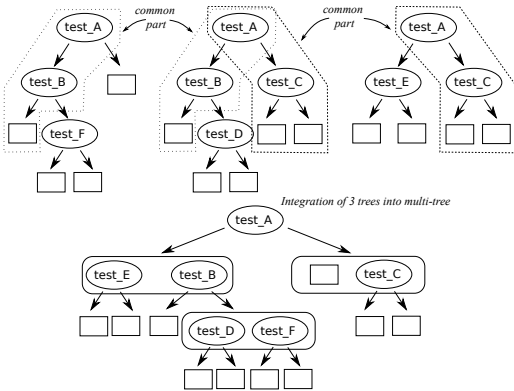 common
part
common
part
test_A
test_A
test_A
test_B
test_B
test_C
test_E
test_C
test_F
test_D
Integration of 3 trees into multi-tree
test_A
test_E
test_B
test_C
test_D
test_F